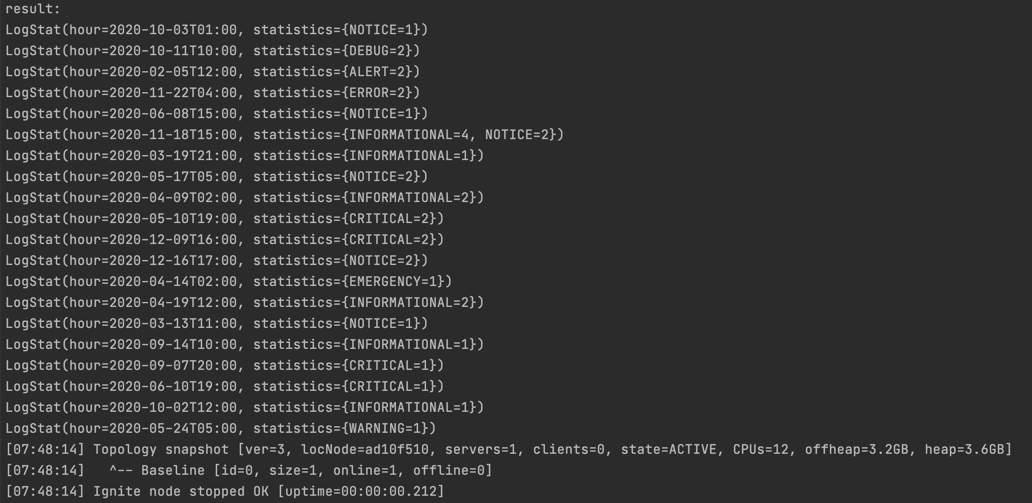 result:
LogStat(hour=2020-10-03T01:00, statistics={NOTICE=1})
LogStat(hour=2020-10-11T10:00, statistics={DEBUG=2})
LogStat(hour=2020-02-05T12:00, statistics={ALERT=2})
LogStat(hour=2020-11-22T04:00, statistics={ERROR=2})
LogStat(hour=2020-06-08T15:00, statistics={NOTICE=1})
LogStat(hour=2020-11-18T15:00, statistics={INFORMATIONAL=4, NOTICE=2})
LogStat(hour=2020-03-19T21:00, statistics={INFORMATIONAL=1})
LogStat(hour=2020-05-17T05:00, statistics={NOTICE=2})
LogStat(hour=2020-04-09T02:00, statistics={INFORMATIONAL=2})
LogStat(hour=2020-05-10T19:00, statistics={CRITICAL=2})
LogStat(hour=2020-12-09T16:00, statistics={CRITICAL=2})
LogStat(hour=2020-12-16T17:00, statistics={NOTICE=2})
LogStat(hour=2020-04-14T02:00, statistics={EMERGENCY=1})
LogStat(hour=2020-04-19T12:00, statistics={INFORMATIONAL=2})
LogStat(hour=2020-03-13T11:00, statistics={NOTICE=1})
LogStat(hour=2020-09-14T10:00, statistics={INFORMATIONAL=1})
LogStat(hour=2020-09-07T20:00, statistics={CRITICAL=1})
LogStat(hour=2020-06-10T19:00, statistics={CRITICAL=1})
LogStat(hour=2020-10-02T12:00, statistics={INFORMATIONAL=1})
LogStat(hour=2020-05-24T05:00, statistics={WARNING=1})
[07:48:14] Topology snapshot [ver=3, locNode=ad10f510, servers=1, clients=0, state=ACTIVE, CPUs=12, offheap=3.2GB, heap=3.6GB]
[07:48:14]   ^-- Baseline [id=0, size=1, online=1, offline=0]
[07:48:14] Ignite node stopped OK [uptime=00:00:00.212]